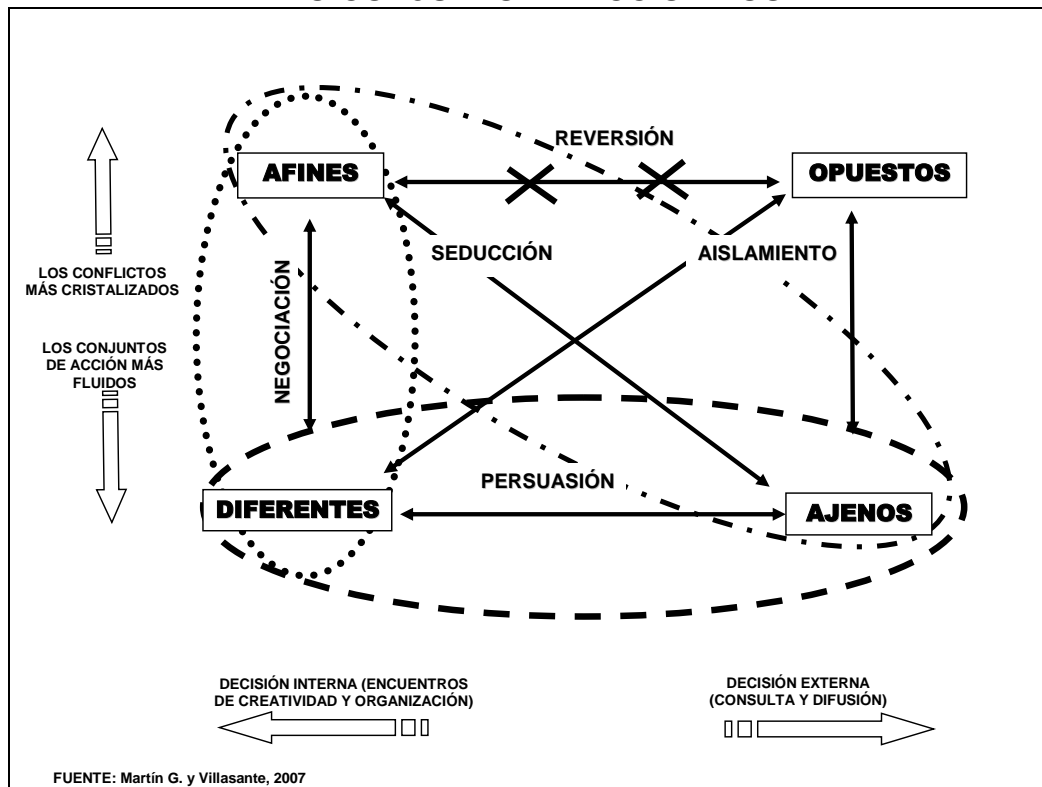 REVERSIÓN
AFINES
OPUESTOS
SEDUCCIÓN
AISLAMIENTO
LOS CONFLICTOS
MÁS CRISTALIZADOS
NEGOCIACIÓN
LOS CONJUNTOS
DE ACCIÓN MÁS
FLUIDOS
PERSUASIÓN
DIFERENTES
AJENOS
DECISIÓN INTERNA (ENCUENTROS
DE CREATIVIDAD Y ORGANIZACIÓN)
DECISIÓN EXTERNA
(CONSULTA Y DIFUSIÓN)
FUENTE: Martín G. y Villasante, 2007